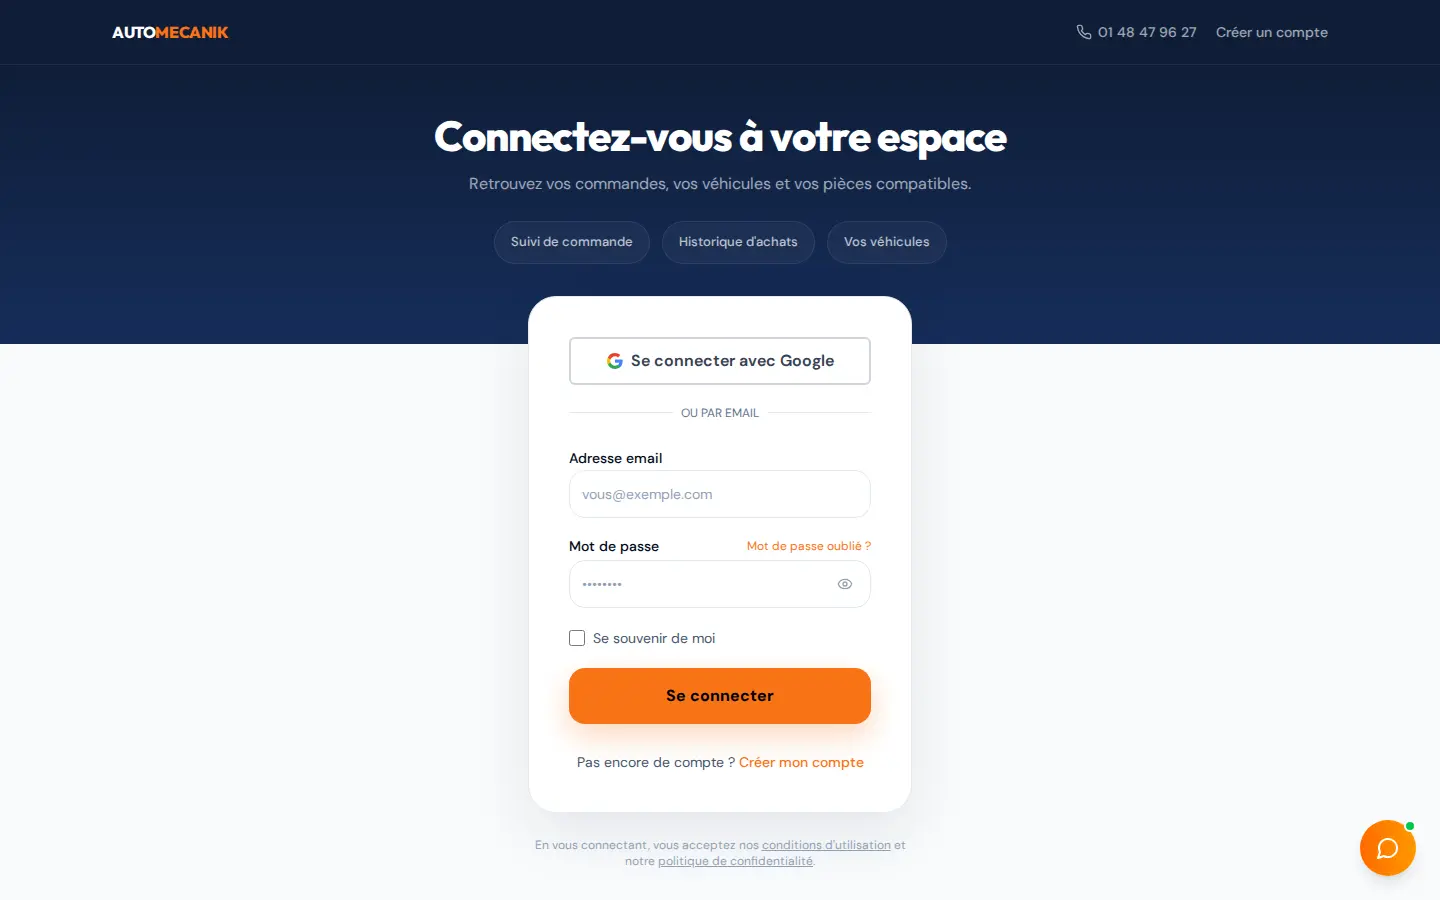 AUTOMECANIK
01 48 47 96 27
Créer un compte
Connectez-vous à votre espace
Retrouvez vos commandes, vos véhicules et vos pièces compatibles.
Suivi de commande
Historique d'achats
Vos véhicules
Se connecter avec Google
OU PAR EMAIL
Adresse email
vous@exemple.com
Mot de passe
Mot de passe oublié ?
••••••••
Se souvenir de moi
Se connecter
Pas encore de compte ? Créer mon compte
En vous connectant, vous acceptez nos conditions d'utilisation et
notre politique de confidentialité.